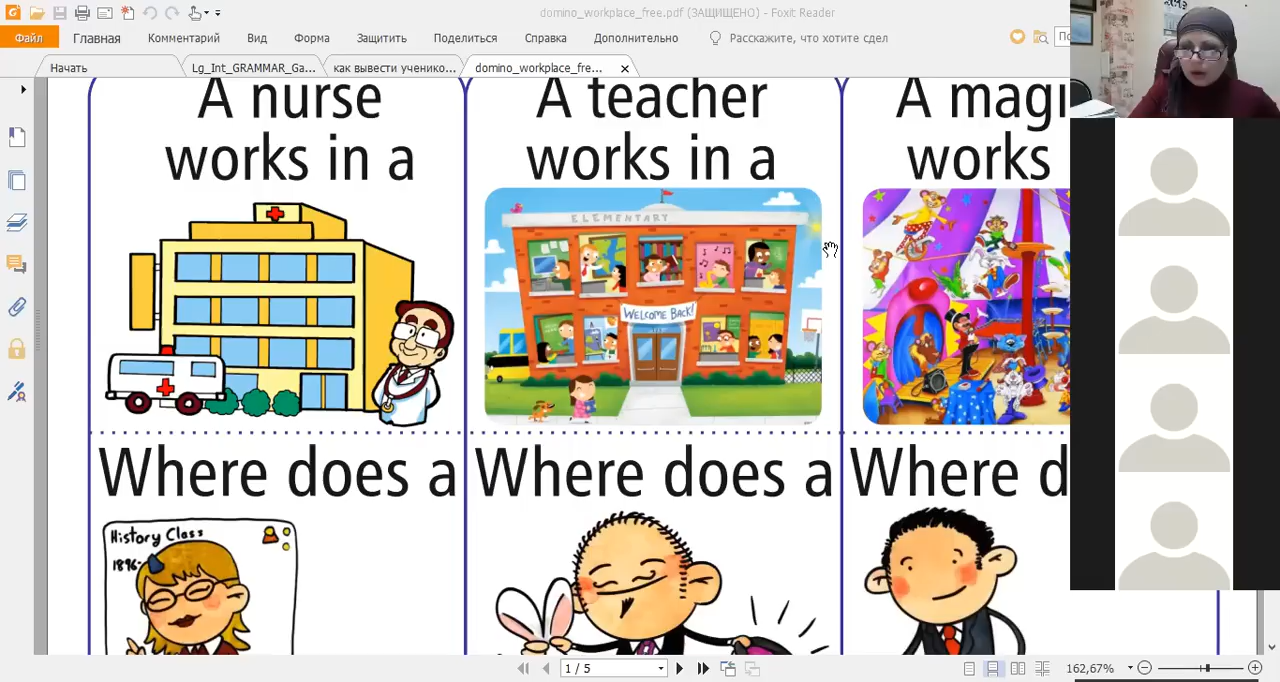 domino_workplace_free.pdf (ЗАЩИЩЕНО) - Foxit Reader
Файл Главная Комментарий Вид Форма Защитить Поделиться Справка Дополнительно Расскажите, что хотите сделать
Начать Lg_Int_GRAMMAR_Ga... как вывести ученико... domino_workplace_fre...
A nurse
works in a
A teacher
works in a
A magi
works
ELEMENTARY
WELCOME BACK!
Where does a
Where does a
Where d
History Class
1896-
1 / 5
162,67%